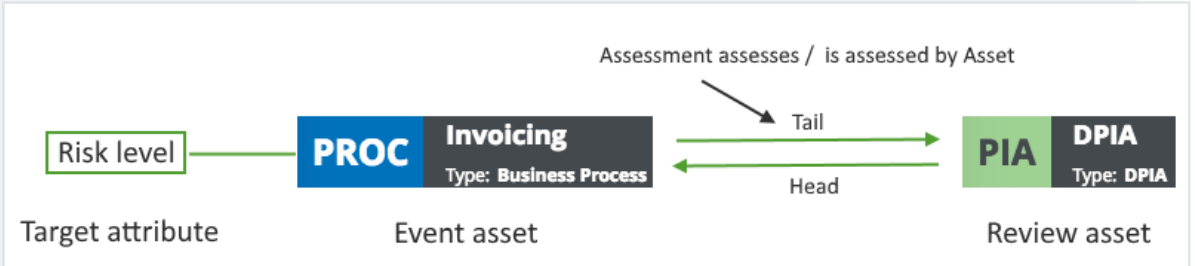 Assessment assesses / is assessed by Asset
Tail
Risk level
PROC
Invoicing
Type: Business Process
PIA
DPIA
Type: DPIA
Head
Target attribute
Event asset
Review asset